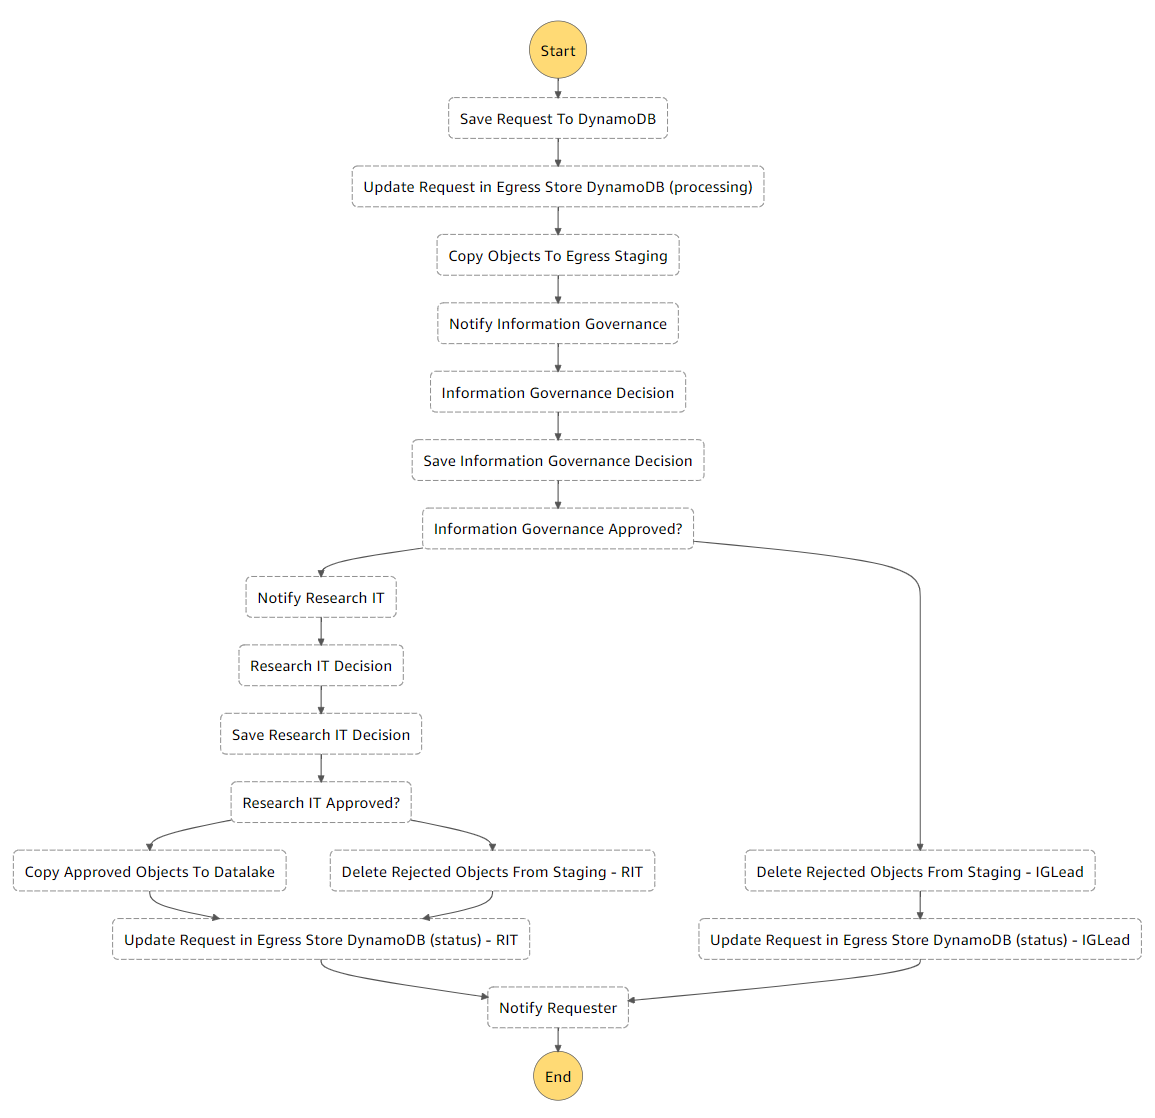 Start
Save Request To DynamoDB
Update Request in Egress Store DynamoDB (processing)
Copy Objects To Egress Staging
Notify Information Governance
Information Governance Decision
Save Information Governance Decision
Information Governance Approved?
Notify Research IT
Research IT Decision
Save Research IT Decision
Research IT Approved?
Copy Approved Objects To Datalake
Delete Rejected Objects From Staging - RIT
Delete Rejected Objects From Staging - IGLead
Update Request in Egress Store DynamoDB (status) - RIT
Update Request in Egress Store DynamoDB (status) - IGLead
Notify Requester
End